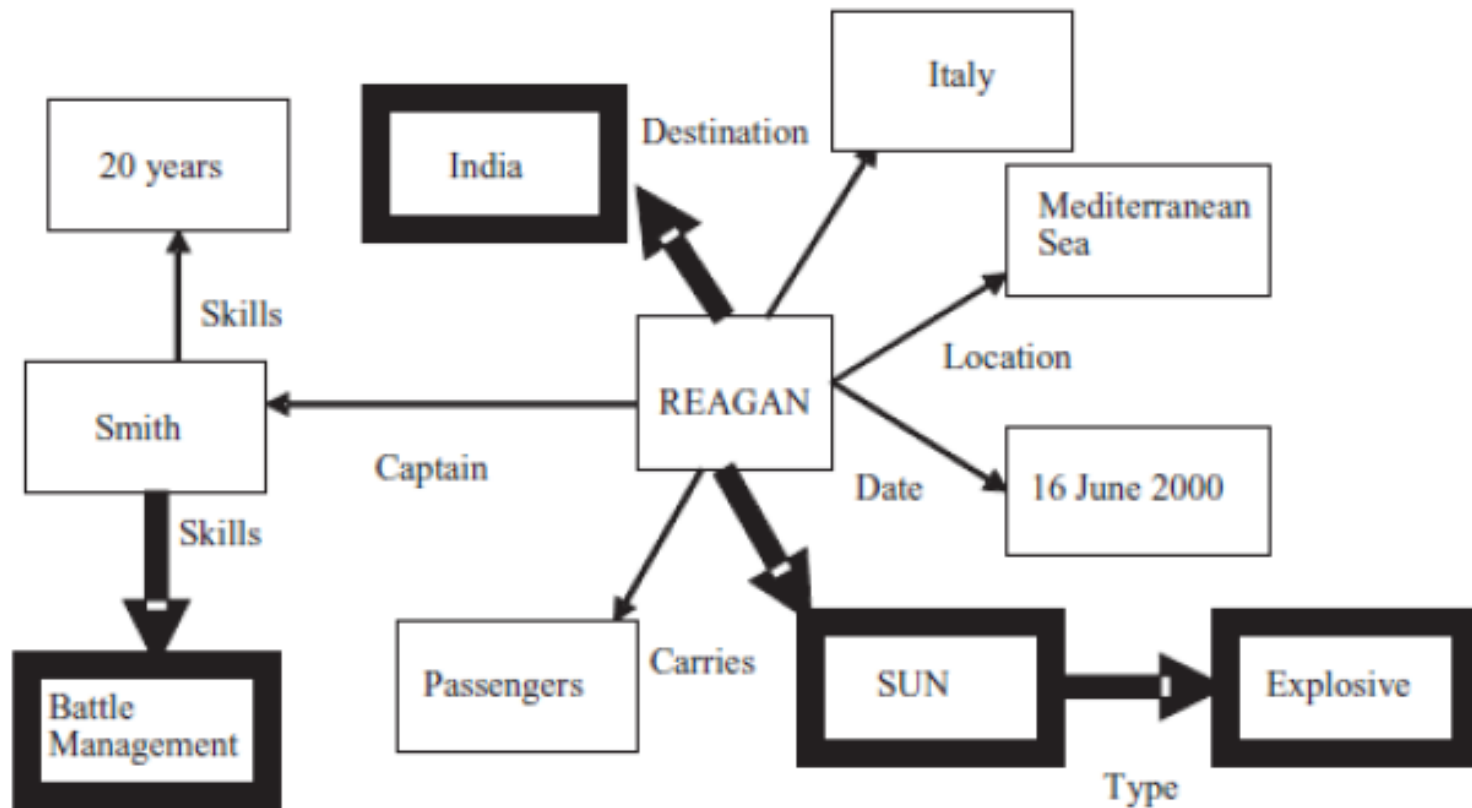 Italy
20 years
India
Destination
Mediterranean
Sea
Skills
Location
REAGAN
Smith
Captain
Date
16 June 2000
Skills
Passengers
Carries
SUN
Explosive
Battle
Management
Type